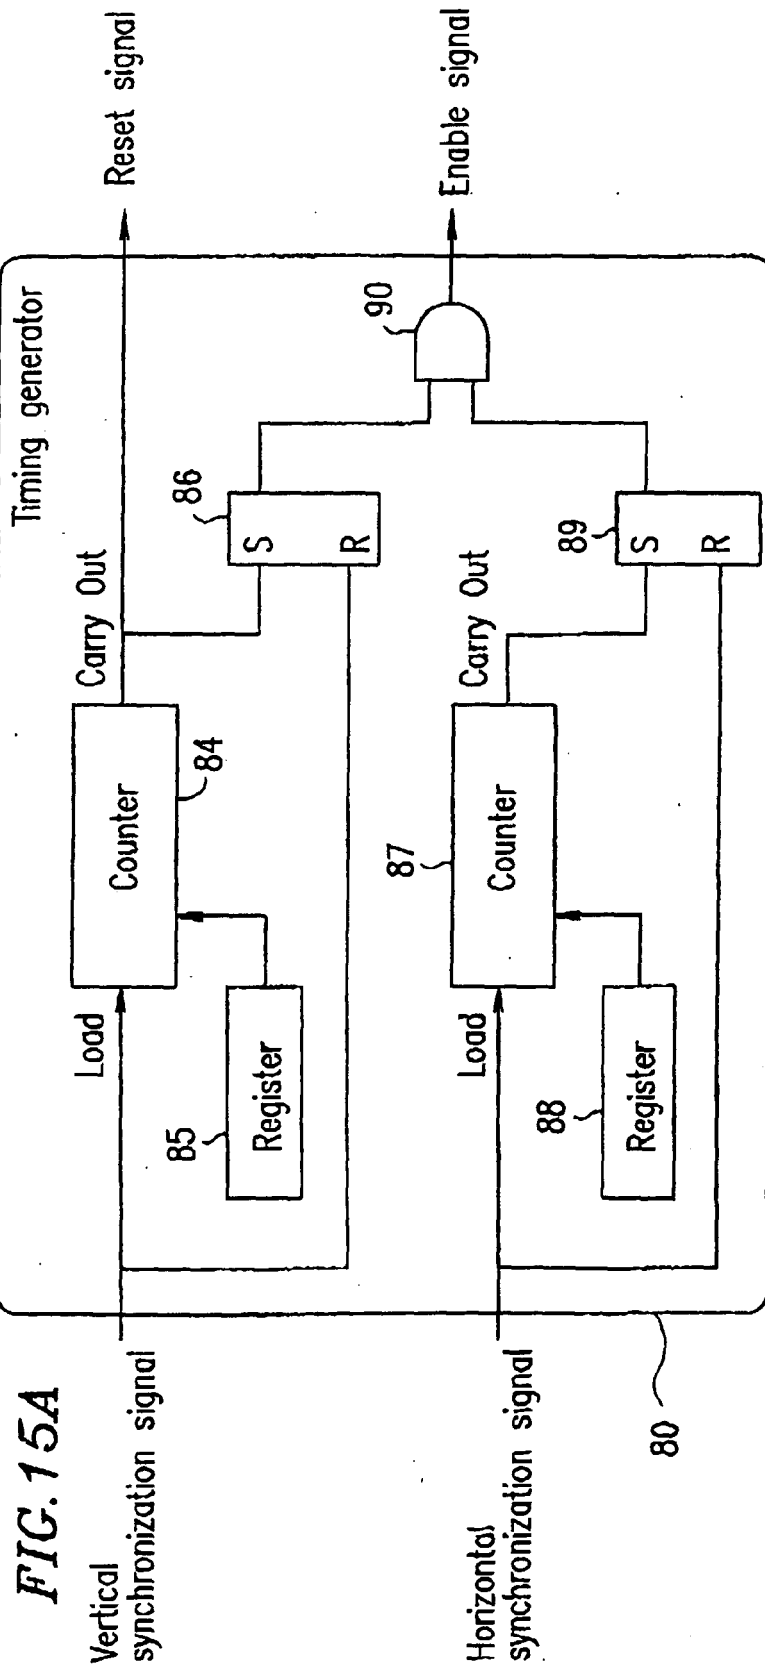 FIG. 15A
Timing generator
Vertical
synchronization signal
Load
Counter
84
Carry Out
Reset signal
85
Register
86
S
R
90
Enable signal
Horizontal
synchronization signal
Load
87
Counter
Carry Out
88
Register
89
S
R
80